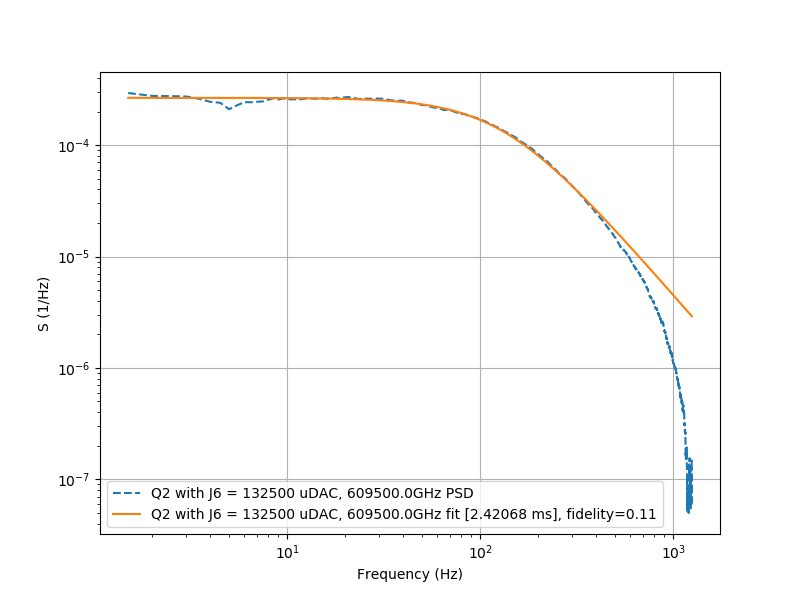 10⁻⁴
10⁻⁵
10⁻⁶
10⁻⁷
S (1/Hz)
Q2 with J6 = 132500 uDAC, 609500.0GHz PSD
Q2 with J6 = 132500 uDAC, 609500.0GHz fit [2.42068 ms], fidelity=0.11
10¹ 10² 10³
Frequency (Hz)